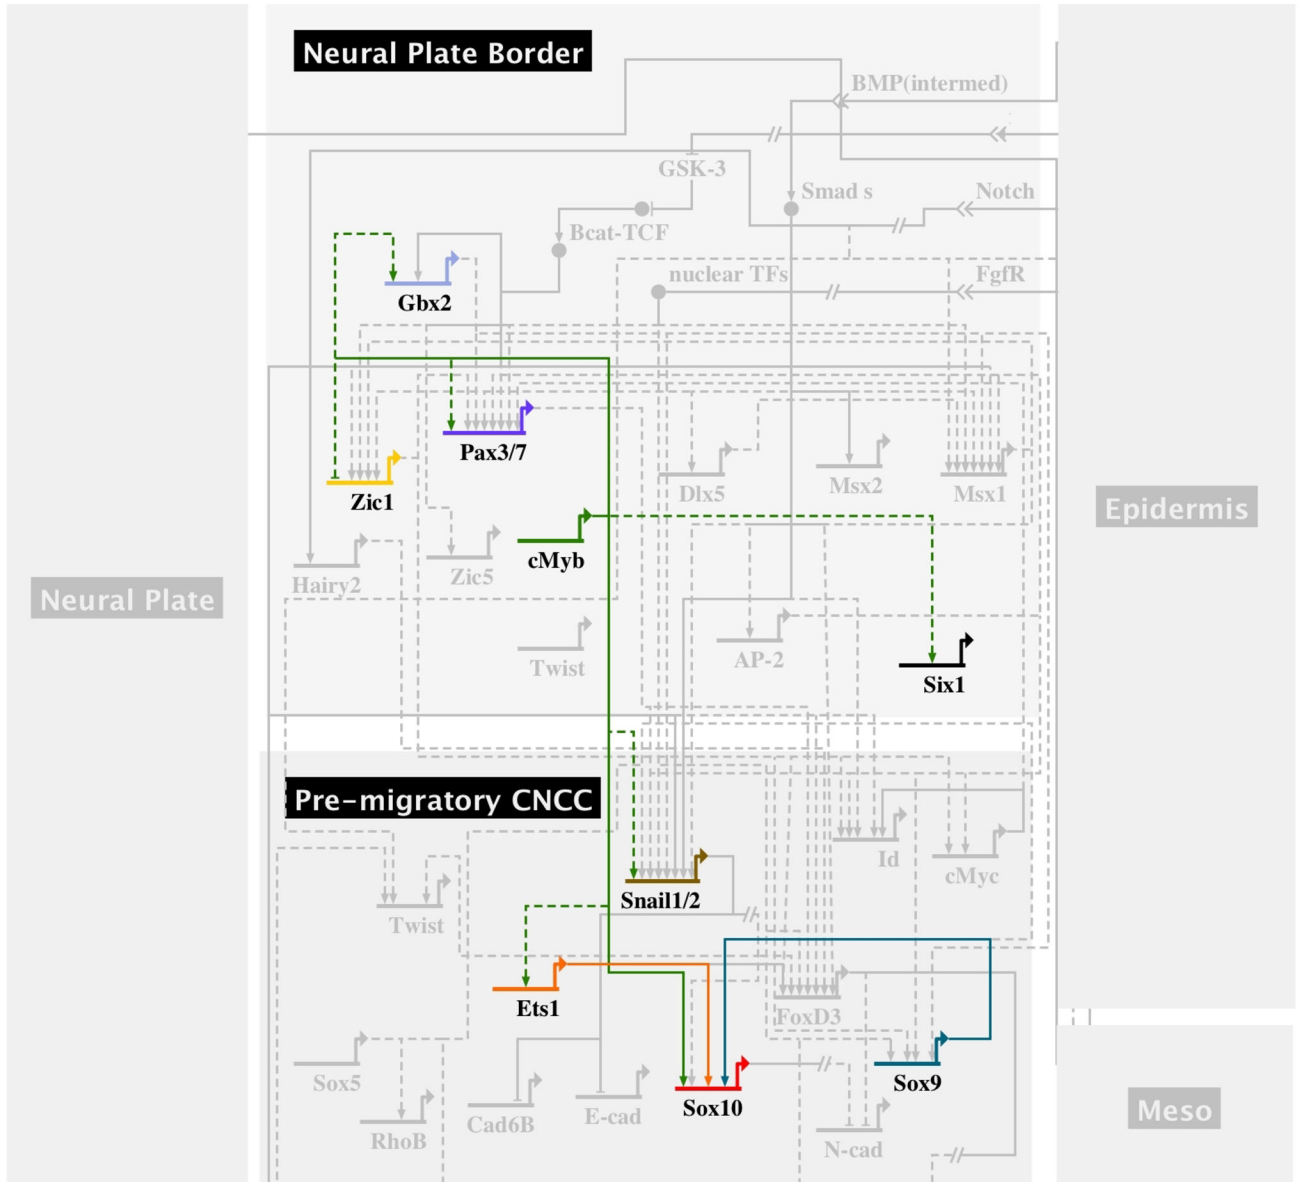 Neural Plate Border
BMP(intermed)
GSK-3
Smad s
Notch
Bcat-TCF
nuclear TFs
FgfR
Gbx2
Pax3/7
Zic1
Dlx5
Msx2
Msx1
Epidermis
cMyb
Hairy2
Zic5
Neural Plate
Twist
AP-2
Six1
Pre-migratory CNCC
Id
cMyc
Snail1/2
Twist
Ets1
FoxD3
Sox5
Sox9
Sox10
Cad6B
E-cad
RhoB
N-cad
Meso